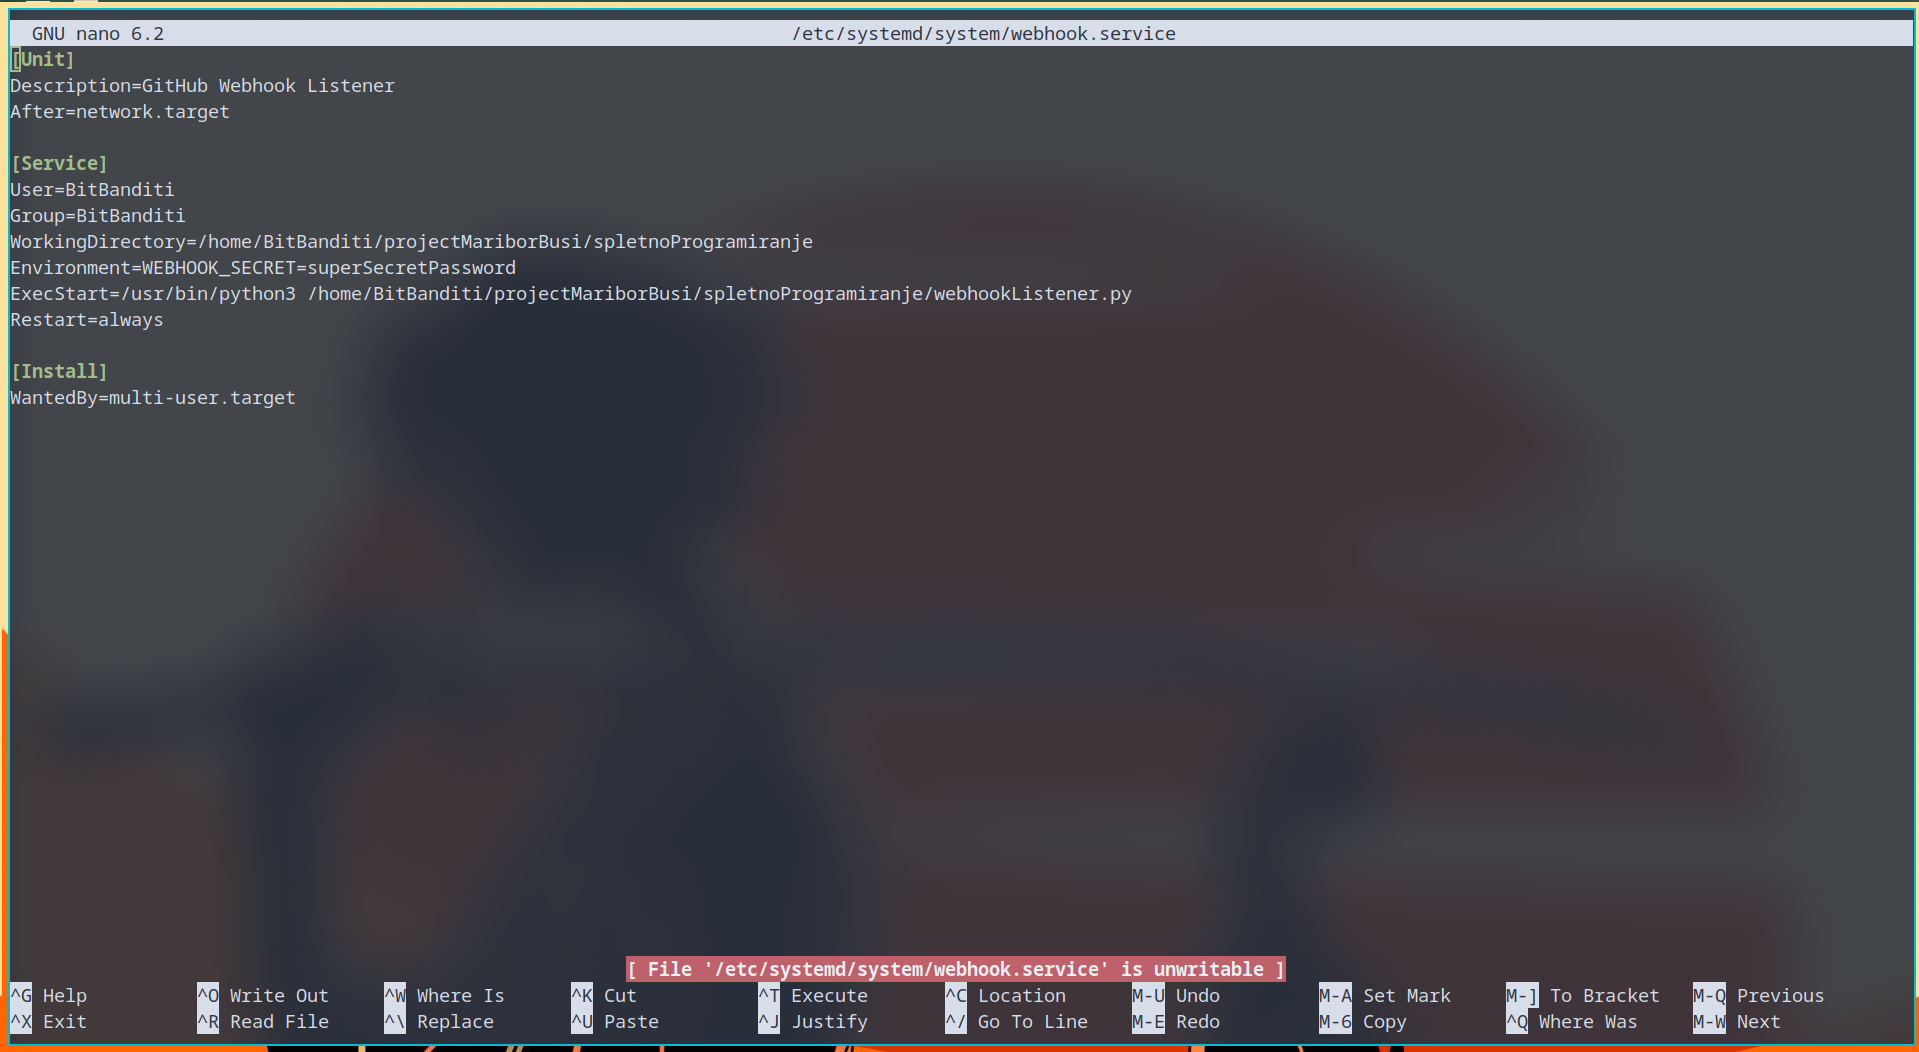 GNU nano 6.2 /etc/systemd/system/webhook.service
[Unit]
Description=GitHub Webhook Listener
After=network.target
[Service]
User=BitBanditi
Group=BitBanditi
WorkingDirectory=/home/BitBanditi/projectMariborBusi/spletnoProgramiranje
Environment=WEBHOOK_SECRET=superSecretPassword
ExecStart=/usr/bin/python3 /home/BitBanditi/projectMariborBusi/spletnoProgramiranje/webhookListener.py
Restart=always
[Install]
WantedBy=multi-user.target
[ File '/etc/systemd/system/webhook.service' is unwritable ]
^G Help ^O Write Out ^W Where Is ^K Cut ^T Execute ^C Location M-U Undo M-A Set Mark M-] To Bracket M-Q Previous
^X Exit ^R Read File ^\ Replace ^U Paste ^J Justify ^/ Go To Line M-E Redo M-6 Copy ^Q Where Was M-W Next